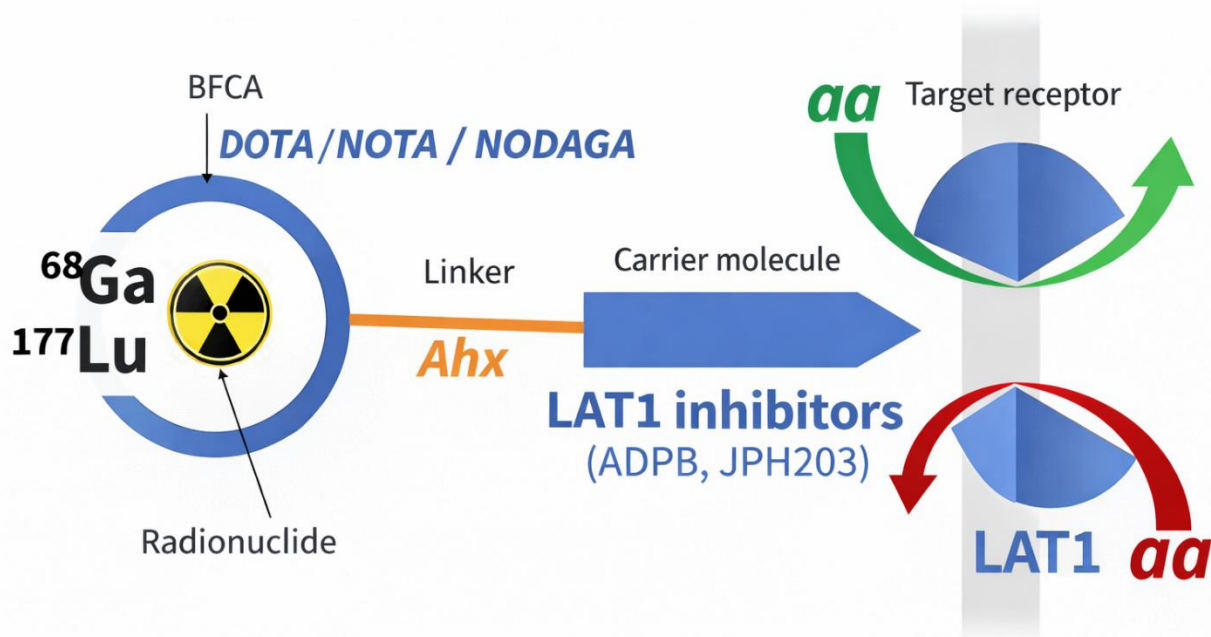 BFCA
DOTA/NOTA / NODAGA
68Ga
177Lu
Radionuclide
Linker
Ahx
Carrier molecule
LAT1 inhibitors
(ADPB, JPH203)
aa
Target receptor
LAT1
aa